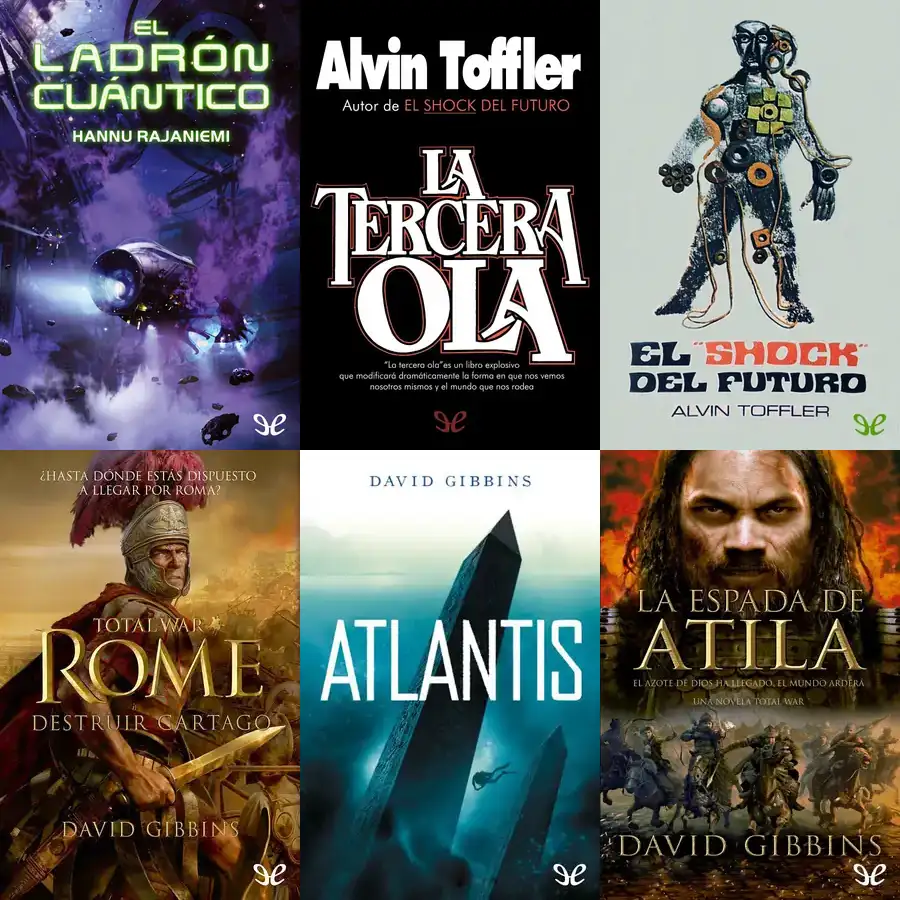 EL
LADRÓN
CUÁNTICO
HANNU RAJANIEMI
Alvin Toffler
Autor de EL SHOCK DEL FUTURO
LA
TERCERA
OLA
"La tercera ola"es un libro explosivo
que modificará dramáticamente la forma en que nos vemos
nosotros mismos y el mundo que nos rodea
EL "SHOCK"
DEL FUTURO
ALVIN TOFFLER
¿HASTA DÓNDE ESTÁS DISPUESTO
A LLEGAR POR ROMA?
TOTAL WAR
ROME
DESTRUIR CARTAGO
DAVID GIBBINS
DAVID GIBBINS
ATLANTIS
LA ESPADA DE
ATILA
EL AZOTE DE DIOS HA LLEGADO, EL MUNDO ARDERÁ
UNA NOVELA TOTAL WAR
DAVID GIBBINS